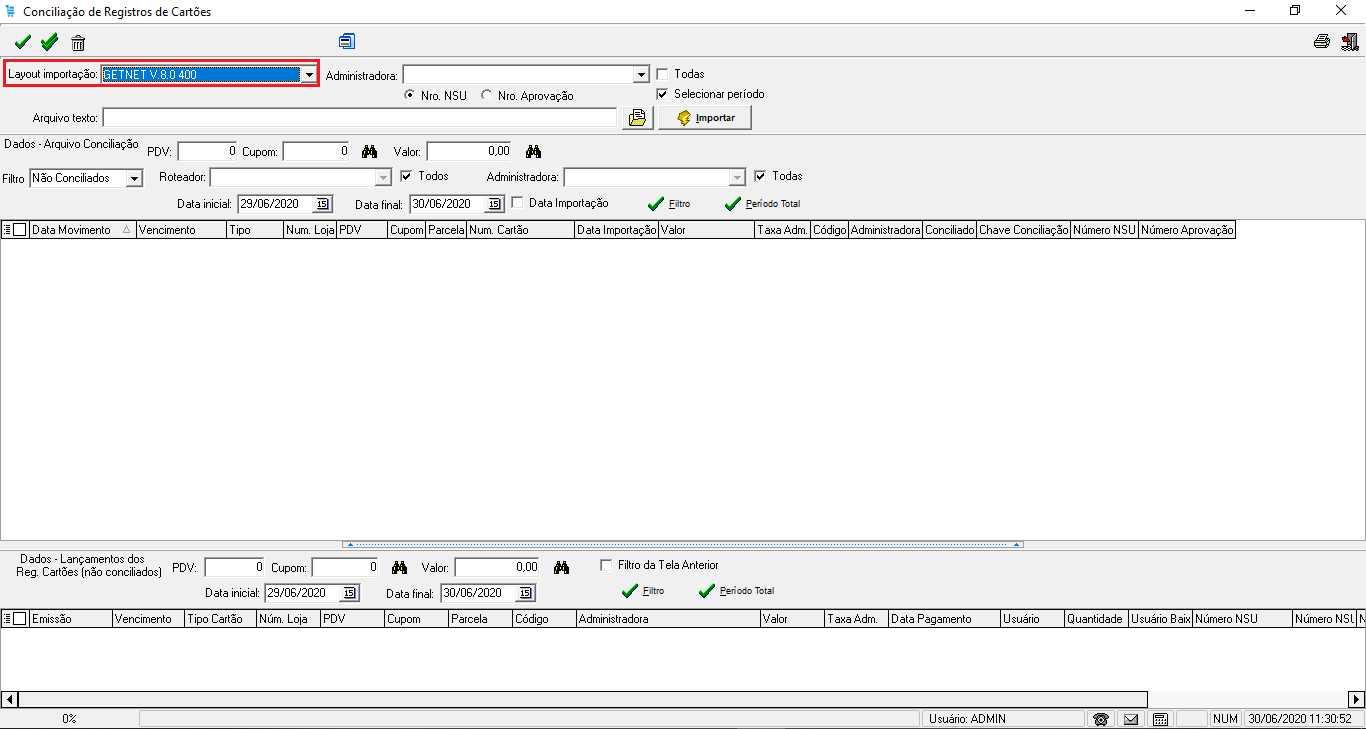 Conciliação de Registros de Cartões
Layout importação: GETNET V.8.0 400 Administradora: Todas
Nro. NSU Nro. Aprovação Selecionar período
Arquivo texto: Importar
Dados - Arquivo Conciliação PDV: 0 Cupom: 0 Valor: 0,00
Filtro Não Conciliados Roteador: Todos Administradora: Todas
Data inicial: 29/06/2020 15 Data final: 30/06/2020 15 Data Importação Filtro Período Total
Data Movimento Vencimento Tipo Num. Loja PDV Cupom Parcela Num. Cartão Data Importação Valor Taxa Adm. Código Administradora Conciliado Chave Conciliação Número NSU Número Aprovação
Dados - Lançamentos dos
Reg. Cartões (não conciliados) PDV: 0 Cupom: 0 Valor: 0,00 Filtro da Tela Anterior
Data inicial: 29/06/2020 15 Data final: 30/06/2020 15 Filtro Período Total
Emissão Vencimento Tipo Cartão Núm. Loja PDV Cupom Parcela Código Administradora Valor Taxa Adm. Data Pagamento Usuário Quantidade Usuário Baix Número NSU Número NSU N
0% Usuário: ADMIN NUM 30/06/2020 11:30:52